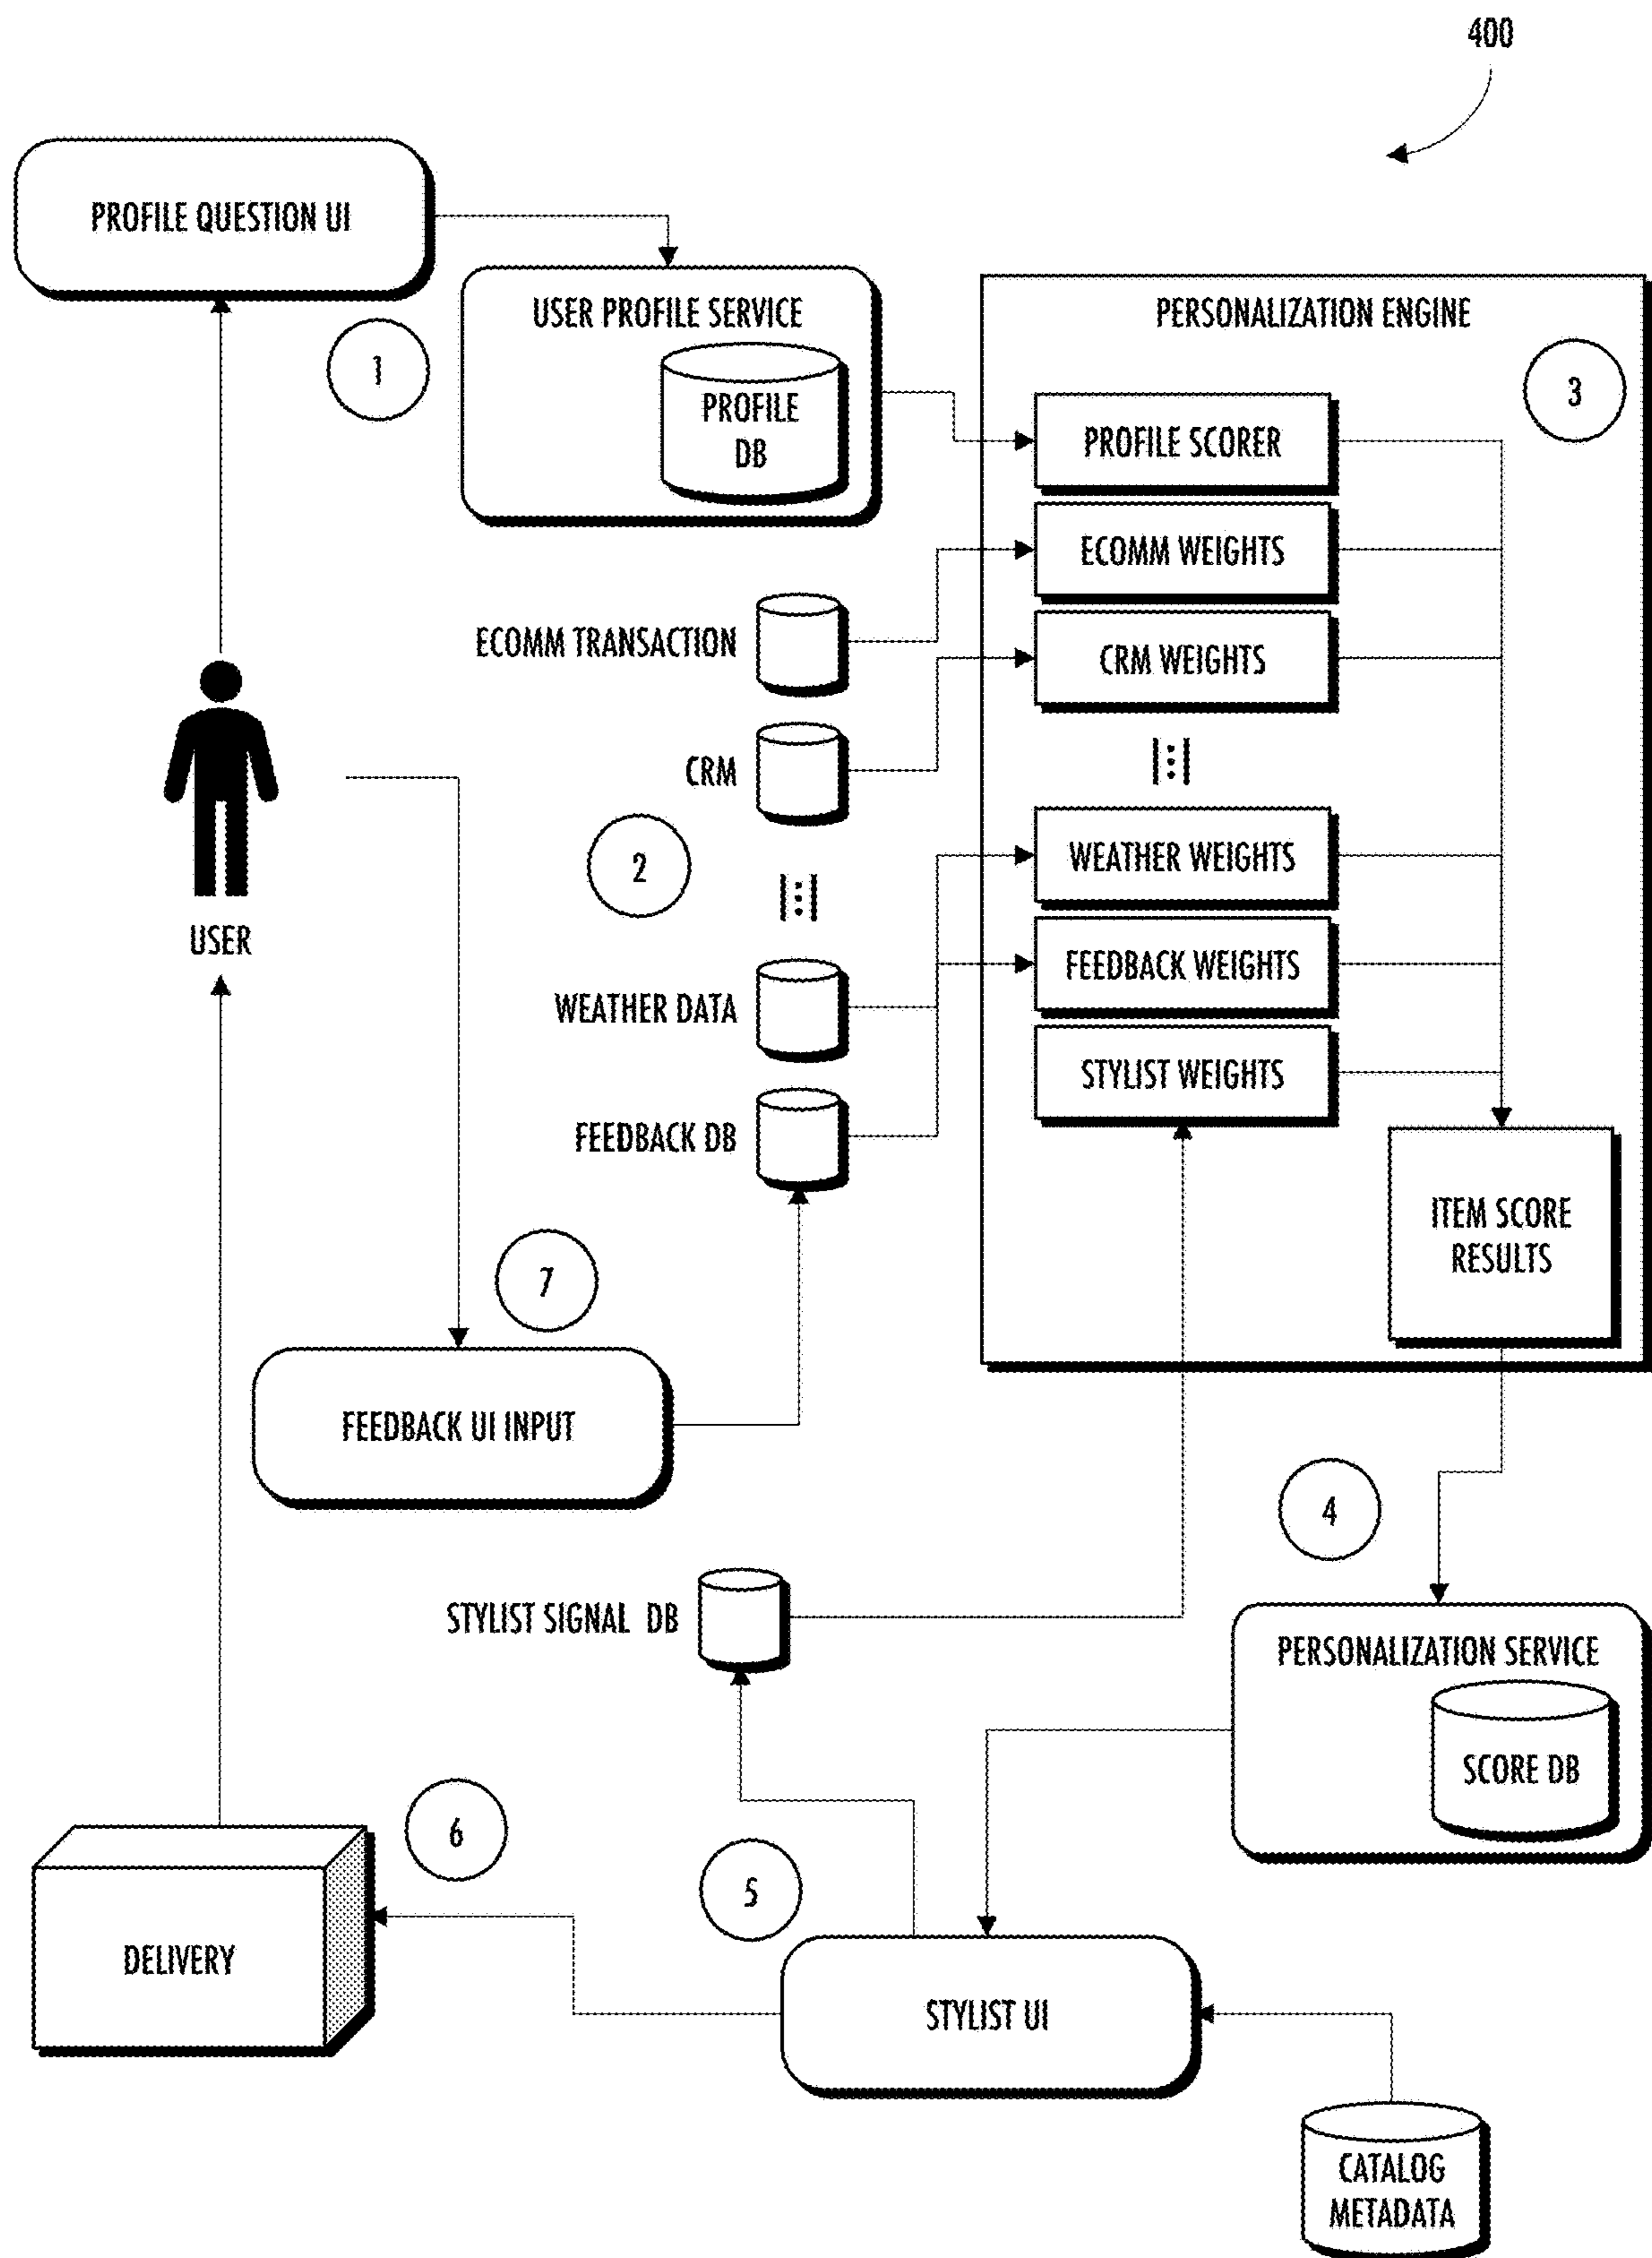 400
PROFILE QUESTION UI
1
USER PROFILE SERVICE
PROFILE
DB
PERSONALIZATION ENGINE
3
PROFILE SCORER
ECOMM WEIGHTS
CRM WEIGHTS
WEATHER WEIGHTS
FEEDBACK WEIGHTS
STYLIST WEIGHTS
ITEM SCORE
RESULTS
ECOMM TRANSACTION
CRM
2
WEATHER DATA
FEEDBACK DB
USER
7
FEEDBACK UI INPUT
4
STYLIST SIGNAL DB
PERSONALIZATION SERVICE
SCORE DB
6
5
DELIVERY
STYLIST UI
CATALOG
METADATA